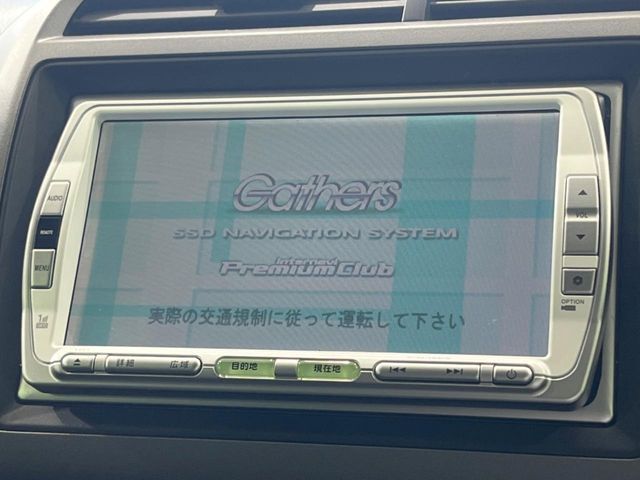 Gathers
SSD NAVIGATION SYSTEM
internavi
Premium Club
実際の交通規制に従って運転して下さい
AUDIO
REMOTE
MENU
VOL
OPTION
詳細 広域
目的地
現在地